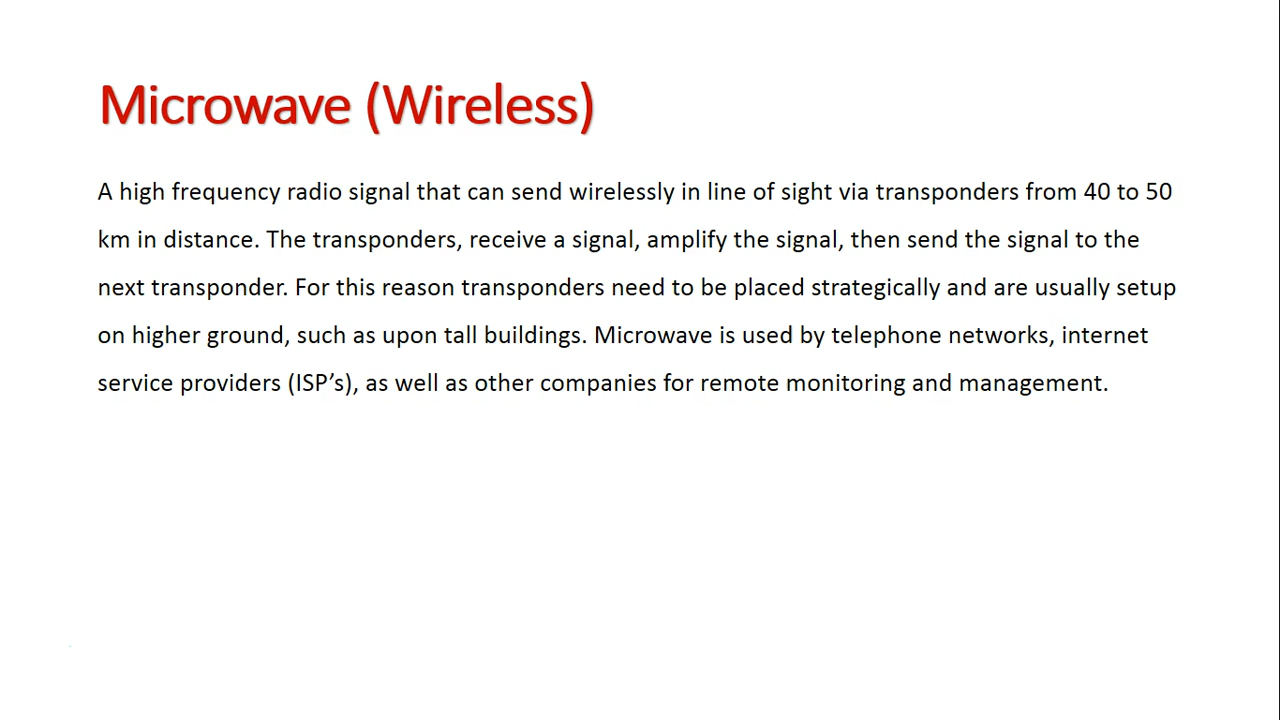 Microwave (Wireless)
A high frequency radio signal that can send wirelessly in line of sight via transponders from 40 to 50
km in distance. The transponders, receive a signal, amplify the signal, then send the signal to the
next transponder. For this reason transponders need to be placed strategically and are usually setup
on higher ground, such as upon tall buildings. Microwave is used by telephone networks, internet
service providers (ISP’s), as well as other companies for remote monitoring and management.